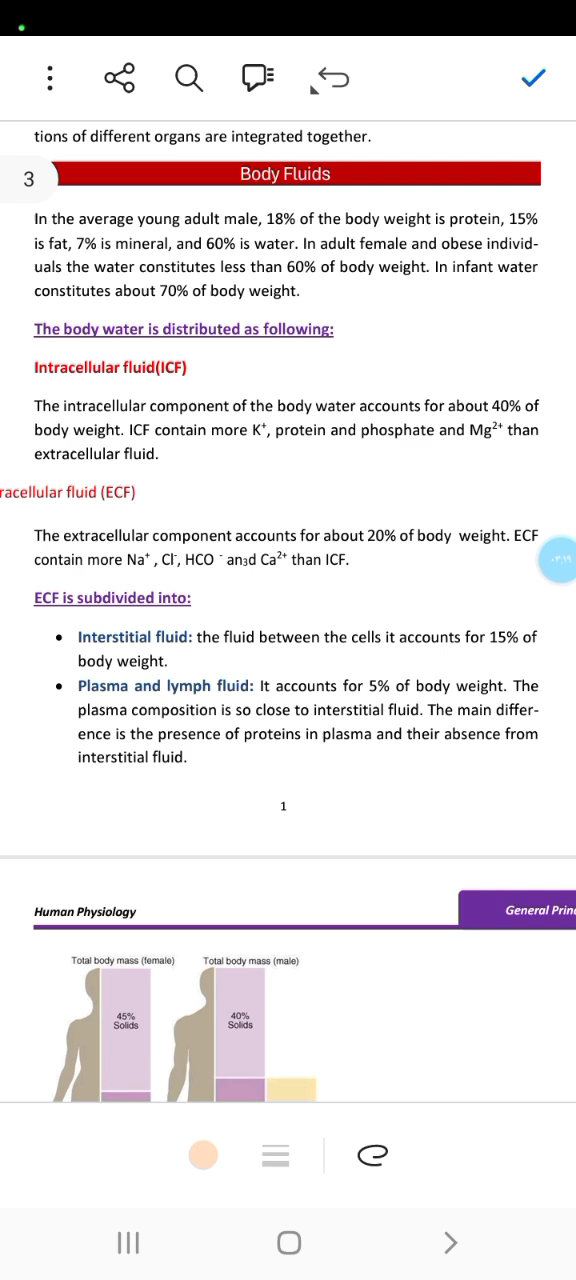 tions of different organs are integrated together.
3
Body Fluids
In the average young adult male, 18% of the body weight is protein, 15%
is fat, 7% is mineral, and 60% is water. In adult female and obese individ-
uals the water constitutes less than 60% of body weight. In infant water
constitutes about 70% of body weight.
The body water is distributed as following:
Intracellular fluid(ICF)
The intracellular component of the body water accounts for about 40% of
body weight. ICF contain more K⁺, protein and phosphate and Mg²⁺ than
extracellular fluid.
racellular fluid (ECF)
The extracellular component accounts for about 20% of body weight. ECF
contain more Na⁺ , Cl⁻, HCO ⁻ an₃d Ca²⁺ than ICF.
٠٣:١٩
ECF is subdivided into:
• Interstitial fluid: the fluid between the cells it accounts for 15% of
body weight.
• Plasma and lymph fluid: It accounts for 5% of body weight. The
plasma composition is so close to interstitial fluid. The main differ-
ence is the presence of proteins in plasma and their absence from
interstitial fluid.
1
Human Physiology
General Prin
Total body mass (female) Total body mass (male)
45%
Solids
40%
Solids